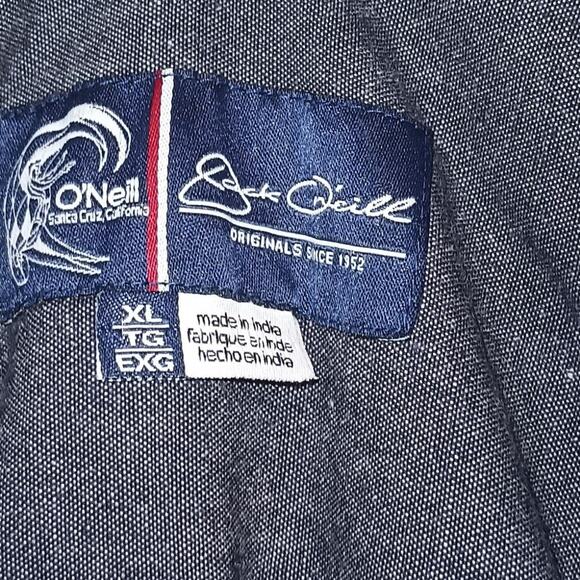 O'Neill
Santa Cruz, California
Jack O'Neill
ORIGINALS SINCE 1952
XL
TG
EXG
made in india
fabriqué en inde
hecho en india